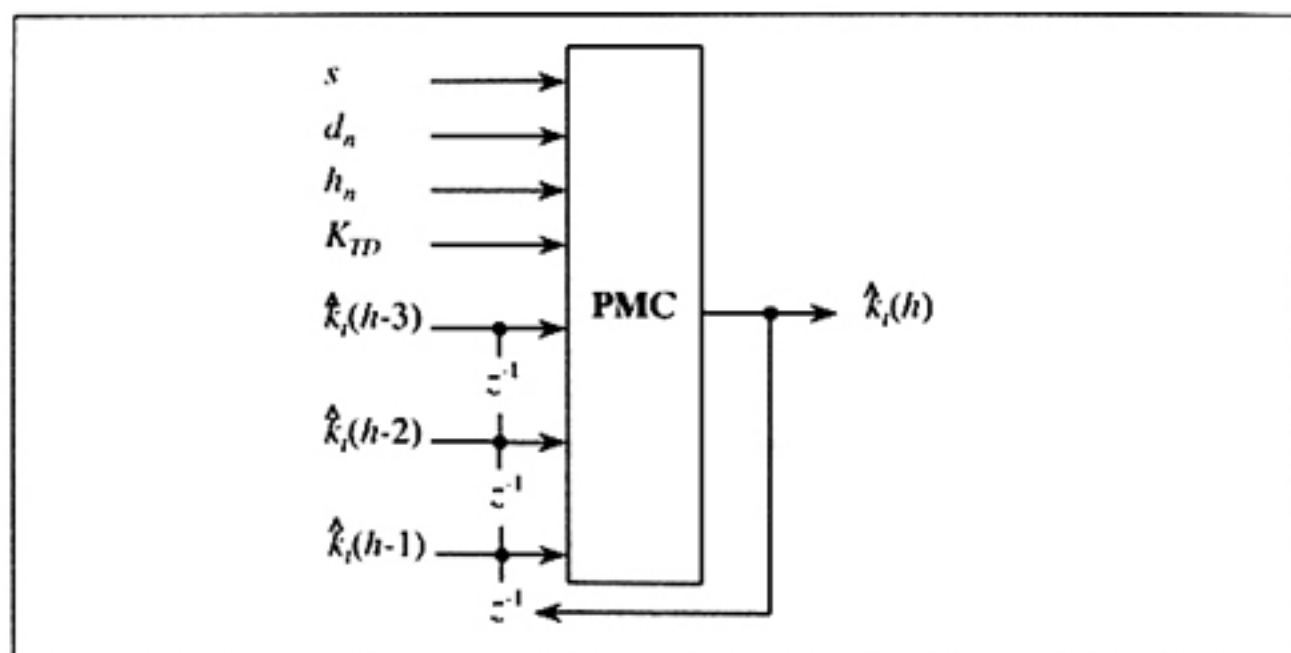 s
d_n
h_n
K_TD
k̂_i(h-3)
z^-1
k̂_i(h-2)
z^-1
k̂_i(h-1)
z^-1
PMC
k̂_i(h)